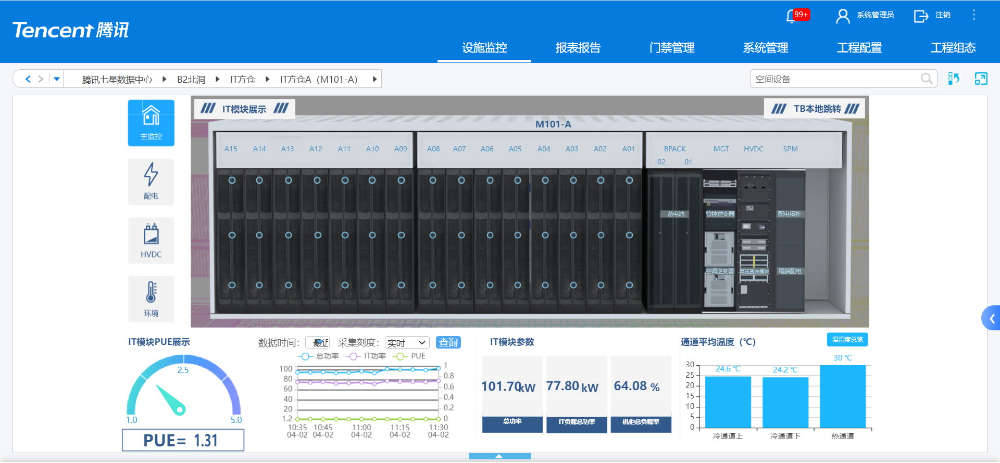 Tencent 腾讯
99+
系统管理员
注销
设施监控
报表报告
门禁管理
系统管理
工程配置
工程组态
腾讯七星数据中心
B2北洞
IT方仓
IT方仓A（M101-A）
空间设备
主监控
配电
HVDC
环境
IT模块展示
TB本地跳转
M101-A
A15 A14 A13 A12 A11 A10 A09 A08 A07 A06 A05 A04 A03 A02 A01 BPACK MGT HVDC SPM
02 01
蓄电池 管控逆变器 配电拓扑
空调逆变器 高压直流模块 尾端配电
IT模块PUE展示
2.5
1.0 5.0
PUE= 1.31
数据时间： 最近 采集刻度： 实时 查询
总功率 IT功率 PUE
100
80
60
40
20
1.2
1
0.8
0.6
0.4
0.2
0
10:35 10:45 11:00 11:15 11:30
04-02 04-02 04-02 04-02 04-02
IT模块参数
101.70kW 77.80 kW 64.08 %
总功率 IT负载总功率 机柜总负载率
通道平均温度（℃）
温湿度总览
30
25
20
15
10
5
0
24.6 ℃ 24.2 ℃ 30 ℃
冷通道上 冷通道下 热通道